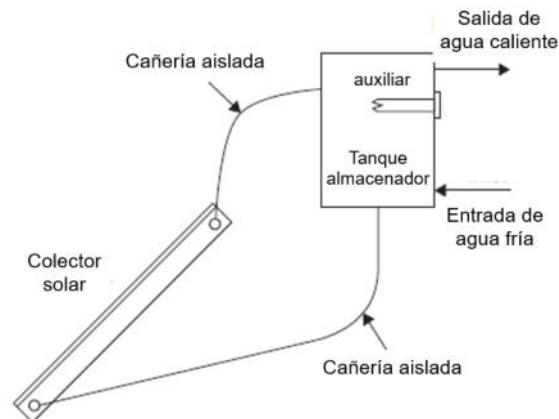 Salida de
agua caliente
Cañería aislada
auxiliar
Tanque
almacenador
Entrada de
agua fría
Colector
solar
Cañería aislada